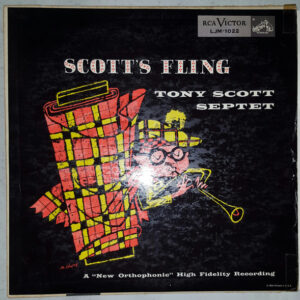 RCA VICTOR
LJM-1022
SCOTT'S FLING
TONY SCOTT
SEPTET
A "New Orthophonic" High Fidelity Recording